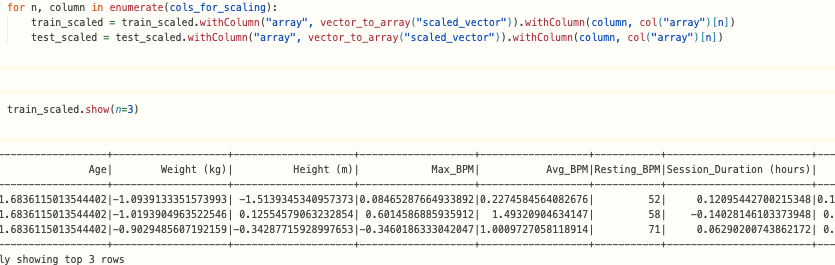 for n, column in enumerate(cols_for_scaling):
    train_scaled = train_scaled.withColumn("array", vector_to_array("scaled_vector")).withColumn(column, col("array")[n])
    test_scaled = test_scaled.withColumn("array", vector_to_array("scaled_vector")).withColumn(column, col("array")[n])
train_scaled.show(n=3)
Age| Weight (kg)| Height (m)| Max_BPM| Avg_BPM|Resting_BPM|Session_Duration (hours)|
1.6836115013544402|-1.0939133351573993| -1.5139345340957373|0.08465287664933892|0.2274584564082676| 52| 0.12095442700215348|0.1
1.6836115013544402|-1.0193904963522546| 0.12554579063232854| 0.6014586885935912| 1.49320904634147| 58| -0.14028146103373948| 0.
1.6836115013544402|-0.9029485607192159|-0.34287715928997653|-0.3460186333042047|1.0009727058118914| 71| 0.06290200743862172| 0.
ly showing top 3 rows